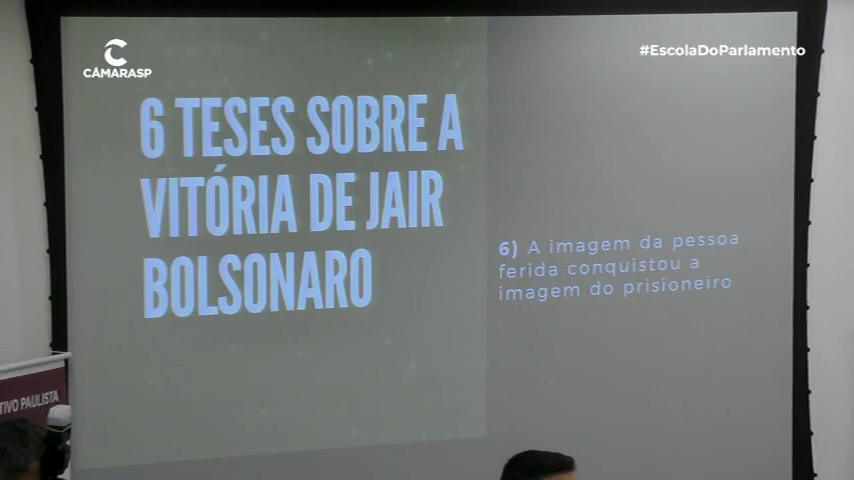 CÂMARASP
#EscolaDoParlamento
6 TESES SOBRE A
VITÓRIA DE JAIR
BOLSONARO
6) A imagem da pessoa
ferida conquistou a
imagem do prisioneiro
TIVO PAULISTA